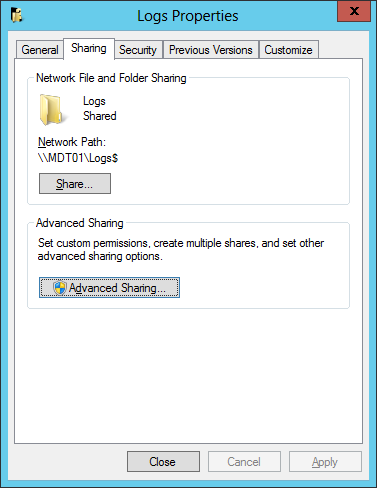 Logs Properties
x
General Sharing Security Previous Versions Customize
Network File and Folder Sharing
Logs
Shared
Network Path:
\\MDT01\Logs$
Share...
Advanced Sharing
Set custom permissions, create multiple shares, and set other
advanced sharing options.
Advanced Sharing...
Close Cancel Apply